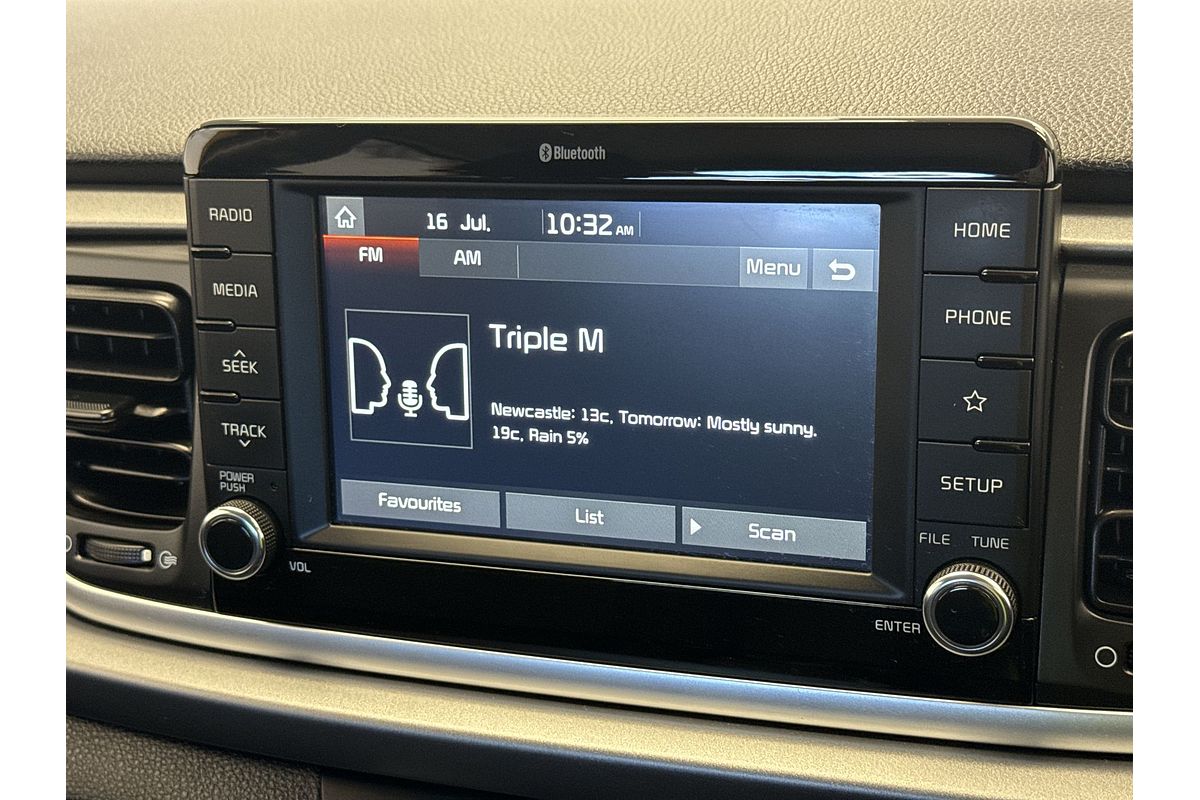 Bluetooth
RADIO
MEDIA
SEEK
TRACK
POWER
PUSH
VOL
16 Jul. 10:32 AM
FM AM Menu
Triple M
Newcastle: 13c, Tomorrow: Mostly sunny.
19c, Rain 5%
Favourites List Scan
HOME
PHONE
SETUP
FILE TUNE
ENTER